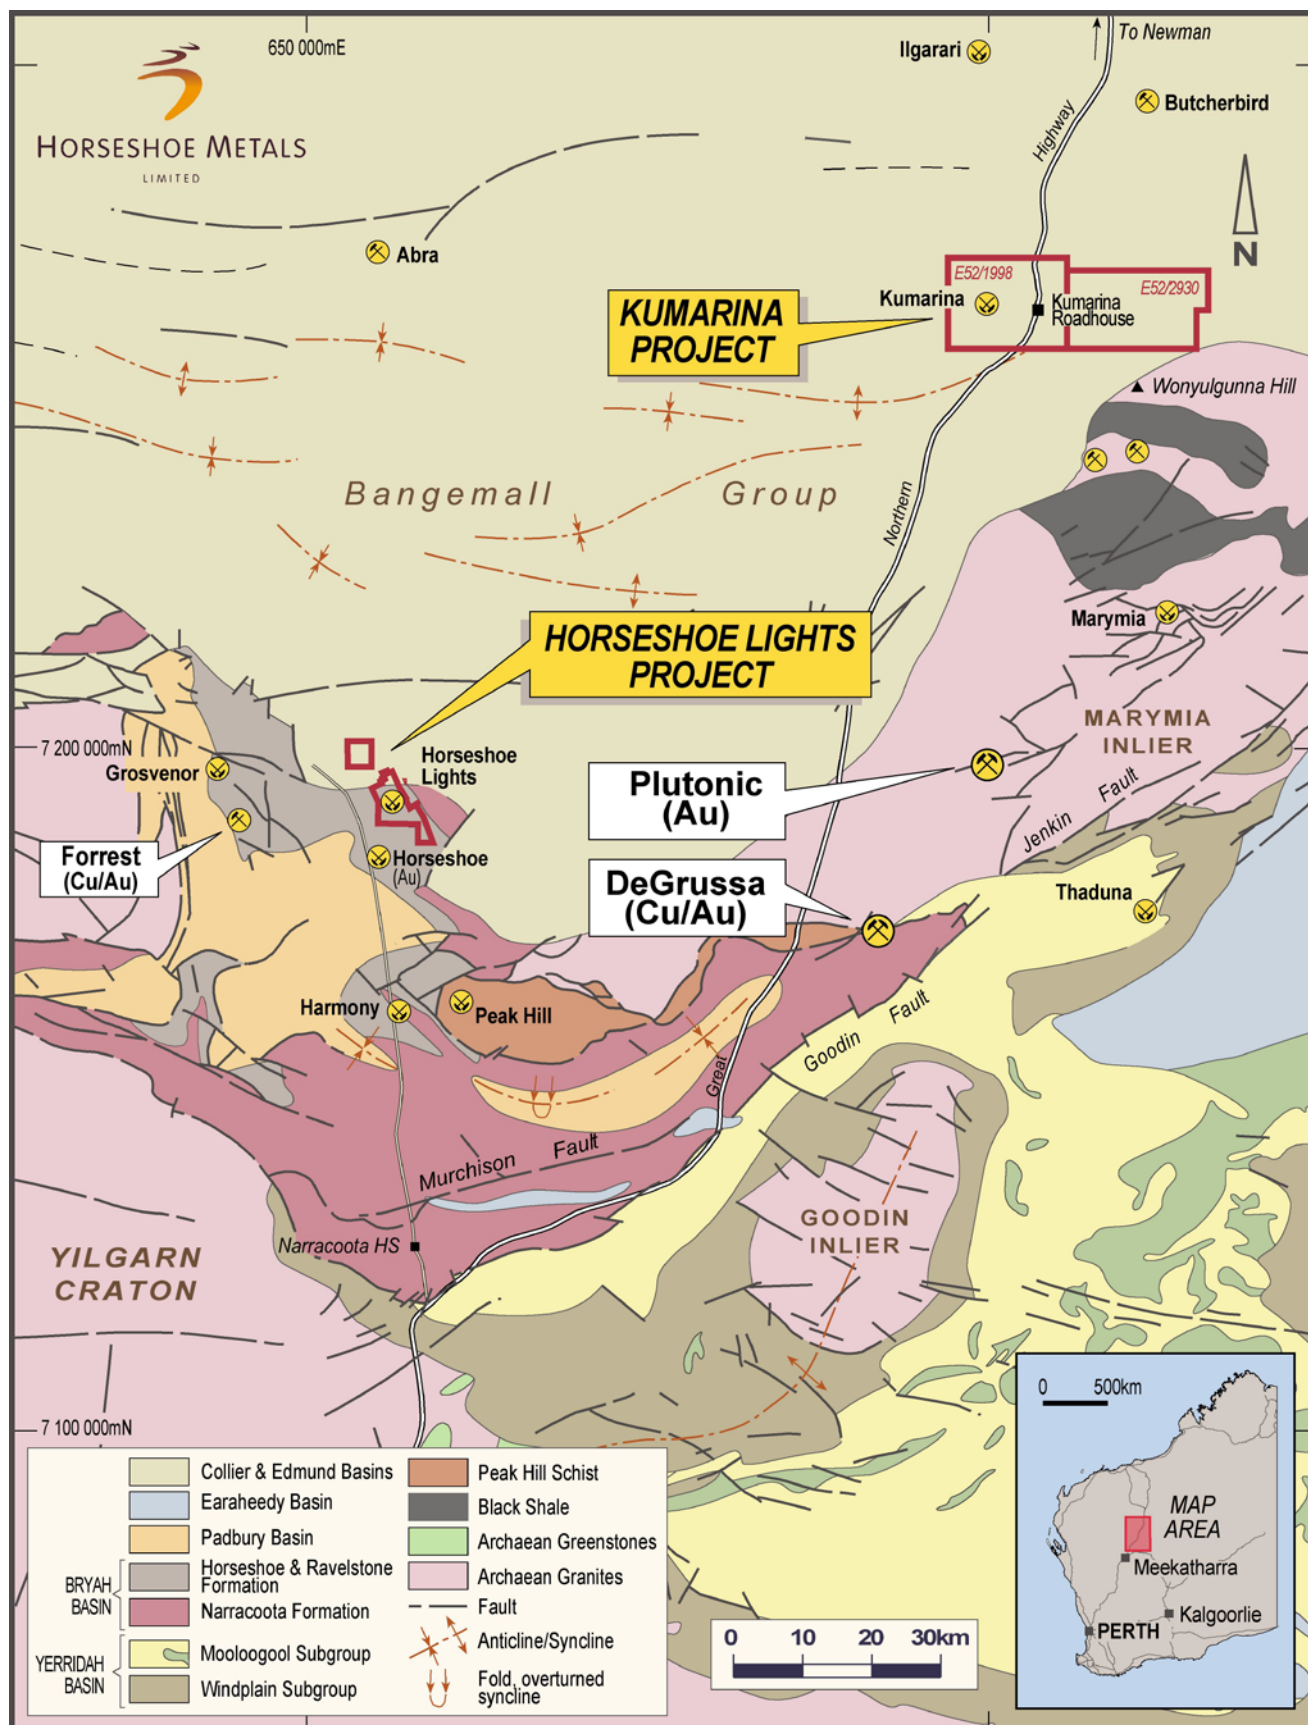 650 000mE
Ilgarari
To Newman
Butcherbird
HORSESHOE METALS
LIMITED
Highway
N
Abra
E52/1998
E52/2930
KUMARINA
PROJECT
Kumarina
Kumarina
Roadhouse
Wonyulgunna Hill
Bangemall Group
Northern
Marymia
HORSESHOE LIGHTS
PROJECT
MARYMIA
INLIER
7 200 000mN
Grosvenor
Horseshoe
Lights
Plutonic
(Au)
Jenkin Fault
Forrest
(Cu/Au)
Horseshoe
(Au)
DeGrussa
(Cu/Au)
Thaduna
Harmony
Peak Hill
Goodin Fault
Great
Murchison Fault
Narracoota HS
GOODIN
INLIER
YILGARN
CRATON
7 100 000mN
Collier & Edmund Basins
Earaheedy Basin
Padbury Basin
BRYAH
BASIN
Horseshoe & Ravelstone
Formation
Narracoota Formation
YERRIDAH
BASIN
Mooloogool Subgroup
Windplain Subgroup
Peak Hill Schist
Black Shale
Archaean Greenstones
Archaean Granites
Fault
Anticline/Syncline
Fold, overturned
syncline
0 10 20 30km
0 500km
MAP
AREA
Meekatharra
Kalgoorlie
PERTH